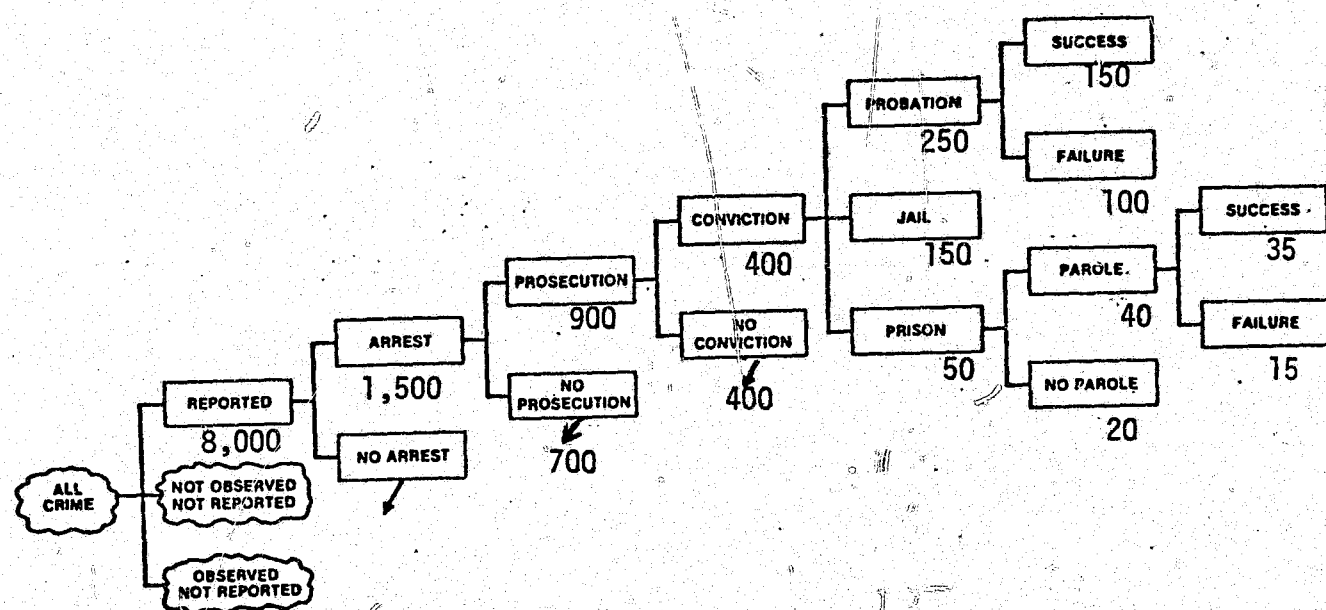 ALL
CRIME
REPORTED
8,000
NOT OBSERVED
NOT REPORTED
OBSERVED
NOT REPORTED
ARREST
1,500
NO ARREST
PROSECUTION
900
NO
PROSECUTION
700
CONVICTION
400
NO
CONVICTION
400
PROBATION
250
JAIL
150
PRISON
50
SUCCESS
150
FAILURE
100
PAROLE.
40
NO PAROLE
20
SUCCESS
35
FAILURE
15